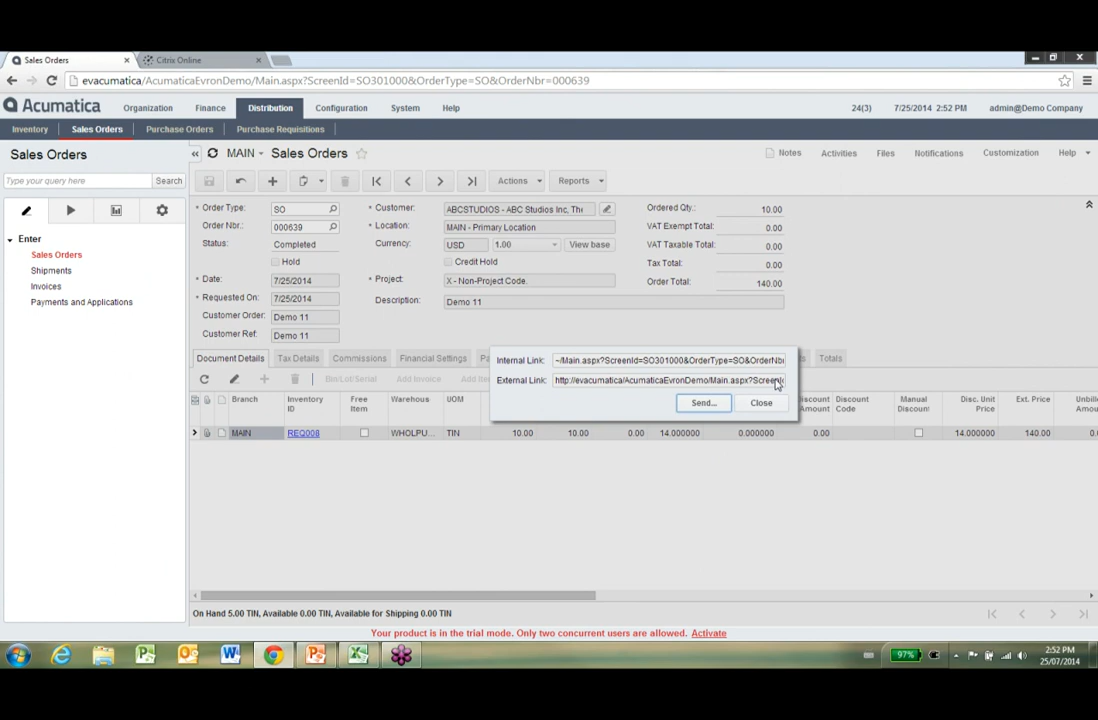 Sales Orders
Citrix Online
evacumatica/AcumaticaEvronDemo/Main.aspx?ScreenId=SO301000&OrderType=SO&OrderNbr=000639
Acumatica Organization Finance Distribution Configuration System Help 24(3) 7/25/2014 2:52 PM admin@Demo Company
Inventory Sales Orders Purchase Orders Purchase Requisitions
Sales Orders
MAIN Sales Orders Notes Activities Files Notifications Customization Help
Type your query here Search
Actions Reports
Order Type: SO Customer: ABCSTUDIOS - ABC Studios Inc, The Ordered Qty.: 10.00
Order Nbr.: 000639 Location: MAIN - Primary Location VAT Exempt Total: 0.00
Enter
Status: Completed Currency: USD 1.00 View base VAT Taxable Total: 0.00
Sales Orders
Hold Credit Hold Tax Total: 0.00
Shipments
Date: 7/25/2014 Project: X - Non-Project Code. Order Total: 140.00
Invoices
Requested On: 7/25/2014 Description: Demo 11
Payments and Applications
Customer Order: Demo 11
Customer Ref: Demo 11
Document Details Tax Details Commissions Financial Settings Pa Totals
Internal Link: ~/Main.aspx?ScreenId=SO301000&OrderType=SO&OrderNbr
External Link: http://evacumatica/AcumaticaEvronDemo/Main.aspx?ScreenI
Send... Close
Bin/Lot/Serial Add Invoice Add Ite
Branch Inventory ID Free Item Warehous UOM Discount Amount Discount Code Manual Discount Disc. Unit Price Ext. Price Unbille Amou
MAIN REQ008 WHOLPU... TIN 10.00 10.00 0.00 14.000000 0.000000 0.00 14.000000 140.00 0.
On Hand 5.00 TIN, Available 0.00 TIN, Available for Shipping 0.00 TIN
Your product is in the trial mode. Only two concurrent users are allowed. Activate
97%
2:52 PM
25/07/2014